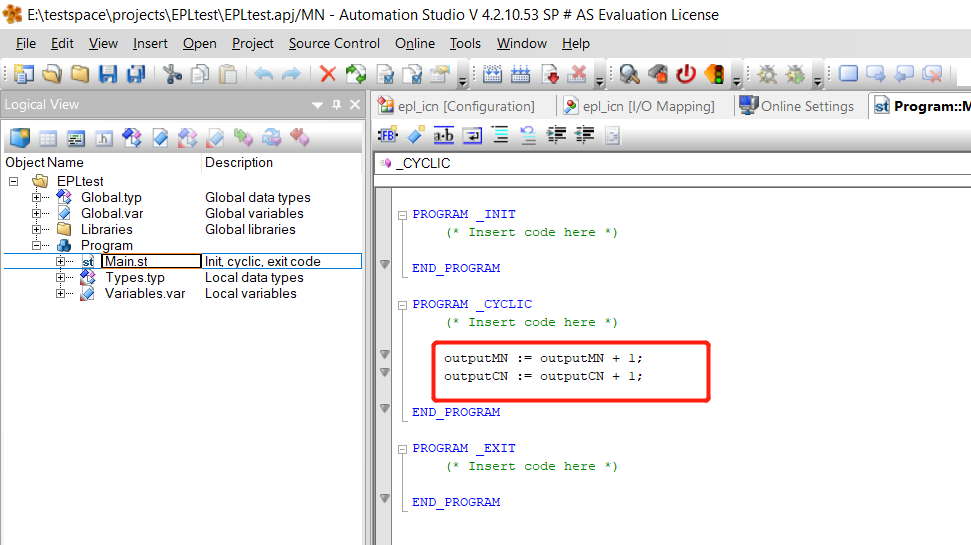 E:\testspace\projects\EPLtest\EPLtest.apj/MN - Automation Studio V 4.2.10.53 SP # AS Evaluation License
File Edit View Insert Open Project Source Control Online Tools Window Help
Logical View
epl_icn [Configuration] epl_icn [I/O Mapping] Online Settings st Program::M
Object Name Description
_CYCLIC
EPLtest
Global.typ Global data types
Global.var Global variables
Libraries Global libraries
Program
st Main.st Init, cyclic, exit code
Types.typ Local data types
Variables.var Local variables
PROGRAM _INIT
(* Insert code here *)
END_PROGRAM
PROGRAM _CYCLIC
(* Insert code here *)
outputMN := outputMN + 1;
outputCN := outputCN + 1;
END_PROGRAM
PROGRAM _EXIT
(* Insert code here *)
END_PROGRAM